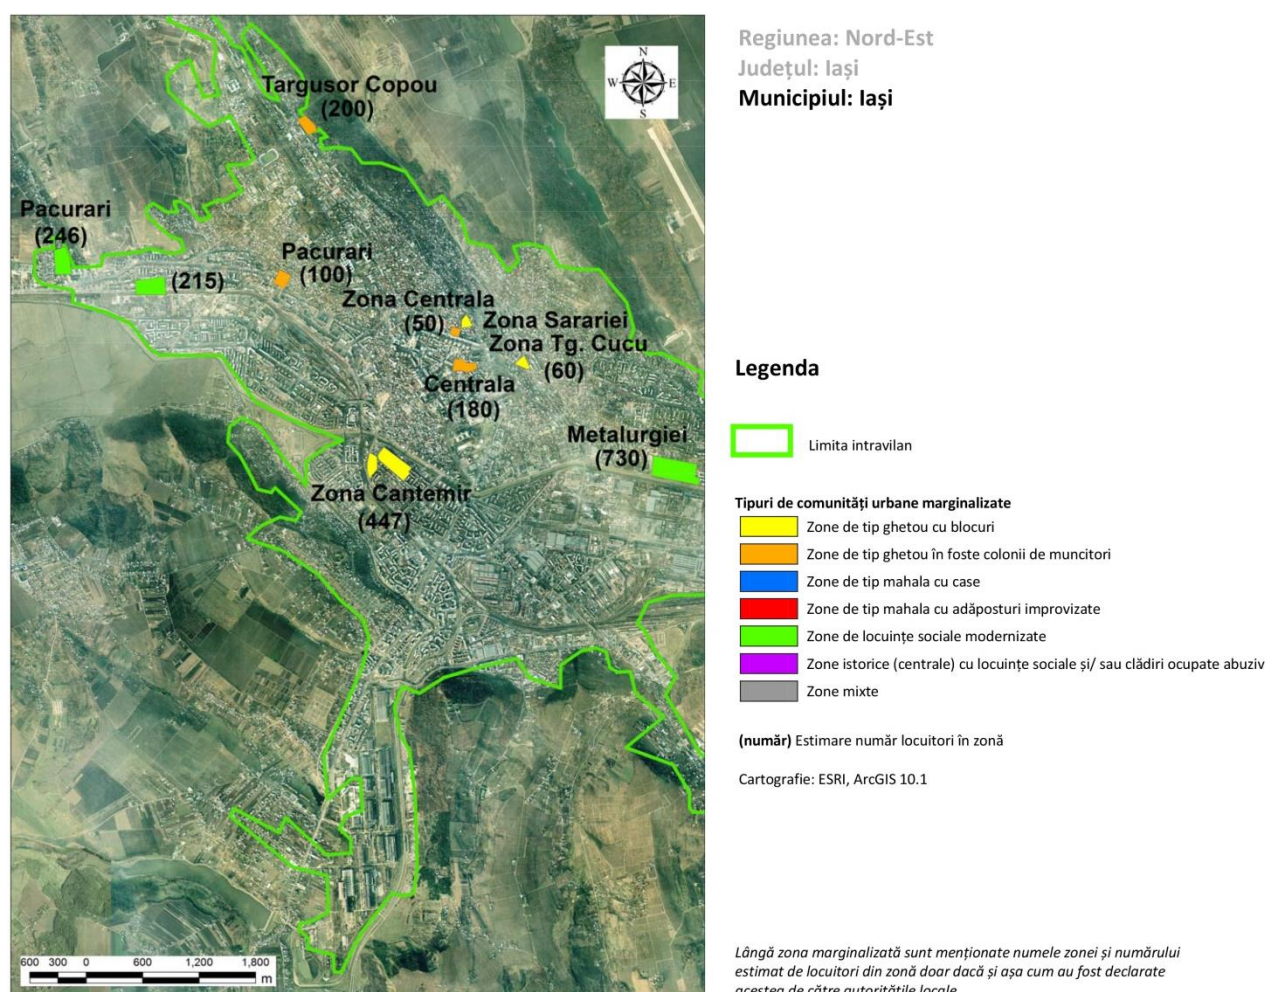 Regiunea: Nord-Est
Județul: Iași
Municipiul: Iași
N
W
E
S
Targusor Copou
(200)
Pacurari
(246)
(215)
Pacurari
(100)
Zona Centrala
(50)
Zona Sarariei
Zona Tg. Cucu
(60)
Centrala
(180)
Metalurgiei
(730)
Zona Cantemir
(447)
600 300 0 600 1,200 1,800
m
Legenda
Limita intravilan
Tipuri de comunități urbane marginalizate
Zone de tip ghetou cu blocuri
Zone de tip ghetou în foste colonii de muncitori
Zone de tip mahala cu case
Zone de tip mahala cu adăposturi improvizate
Zone de locuințe sociale modernizate
Zone istorice (centrale) cu locuințe sociale și/ sau clădiri ocupate abuziv
Zone mixte
(număr) Estimare număr locuitori în zonă
Cartografie: ESRI, ArcGIS 10.1
Lângă zona marginalizată sunt menționate numele zonei și numărului
estimat de locuitori din zonă doar dacă și așa cum au fost declarate
acestea de către autoritățile locale